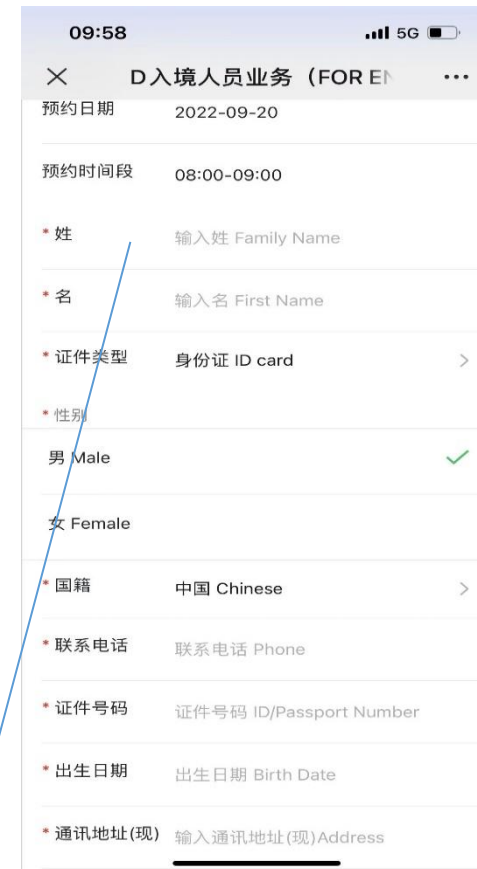 09:58 5G
D入境人员业务（FOR EN
预约日期 2022-09-20
预约时间段 08:00-09:00
* 姓 输入姓 Family Name
* 名 输入名 First Name
* 证件类型 身份证 ID card
* 性别
男 Male
女 Female
* 国籍 中国 Chinese
* 联系电话 联系电话 Phone
* 证件号码 证件号码 ID/Passport Number
* 出生日期 出生日期 Birth Date
* 通讯地址(现) 输入通讯地址(现)Address